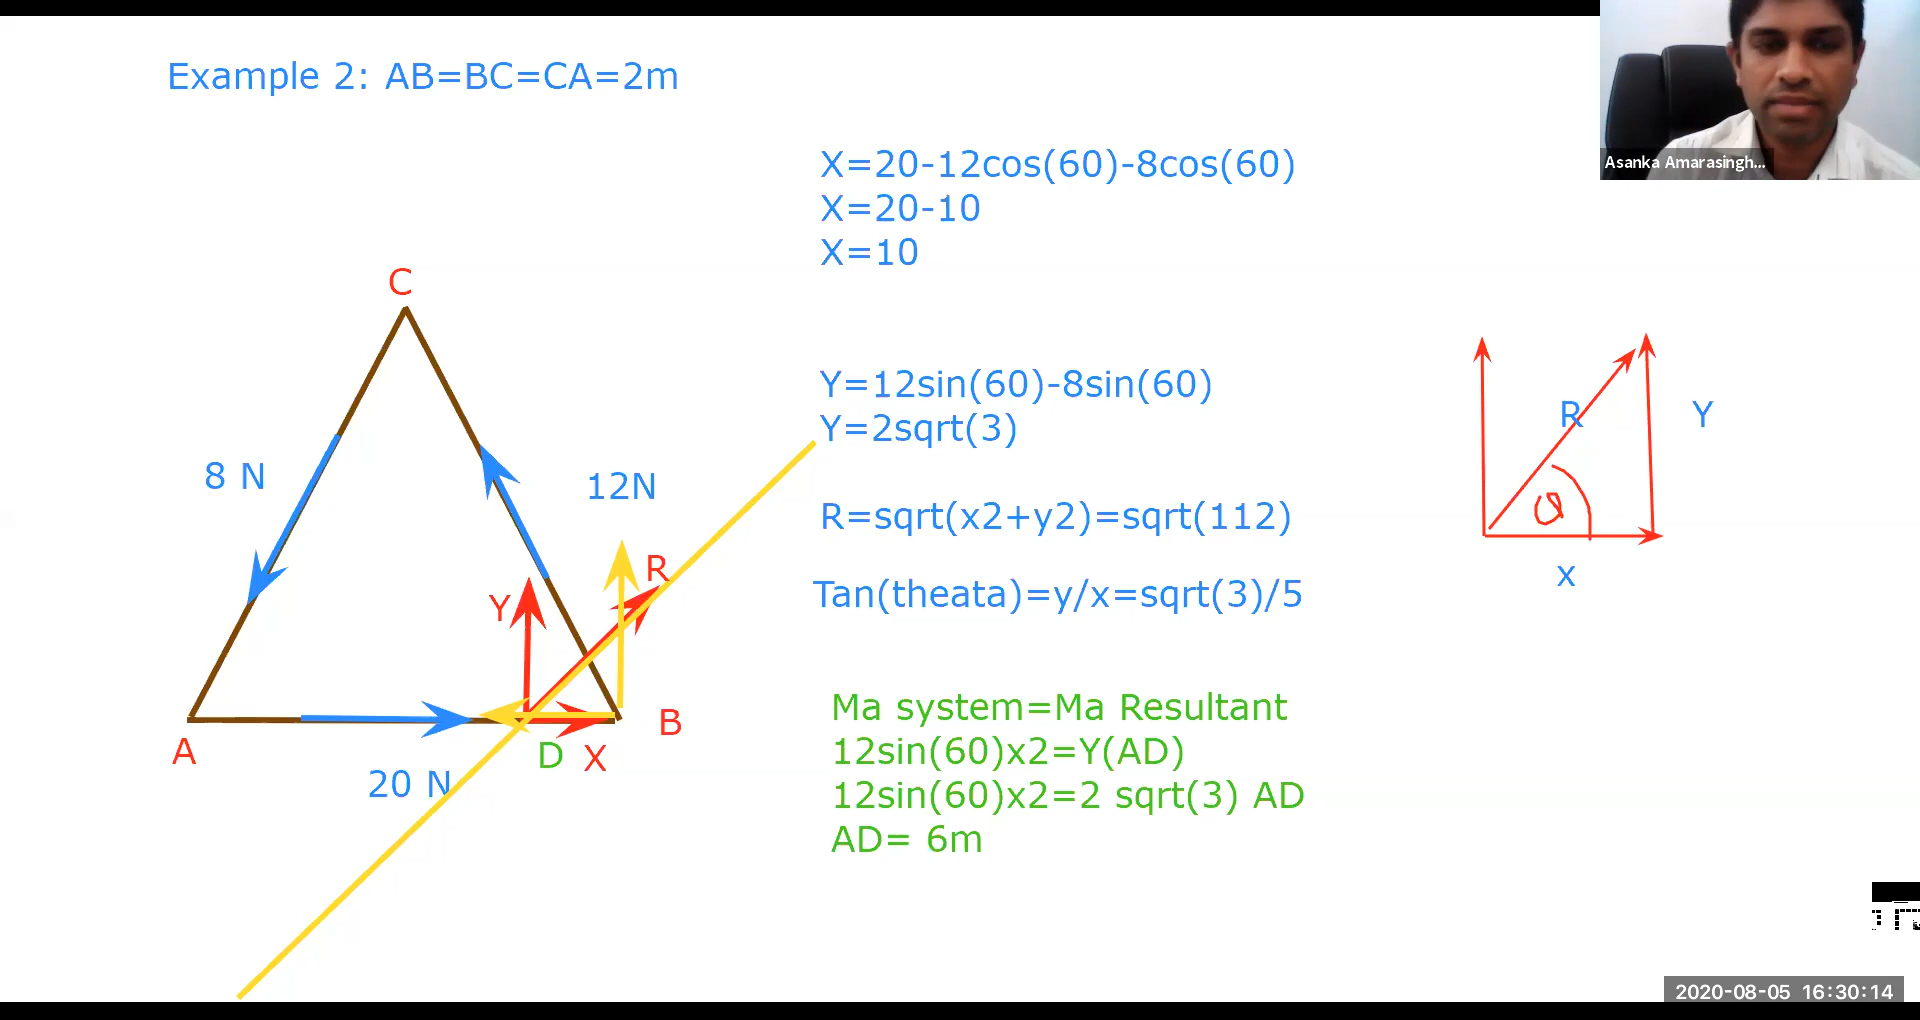 Example 2: AB=BC=CA=2m
Asanka Amarasingh...
X=20-12cos(60)-8cos(60)
X=20-10
X=10
C
Y=12sin(60)-8sin(60)
Y=2sqrt(3)
R
Y
8 N
12N
Q
R=sqrt(x2+y2)=sqrt(112)
x
R
Y
Tan(theata)=y/x=sqrt(3)/5
A
B
D
X
20 N
Ma system=Ma Resultant
12sin(60)x2=Y(AD)
12sin(60)x2=2 sqrt(3) AD
AD= 6m
2020-08-05 16:30:14